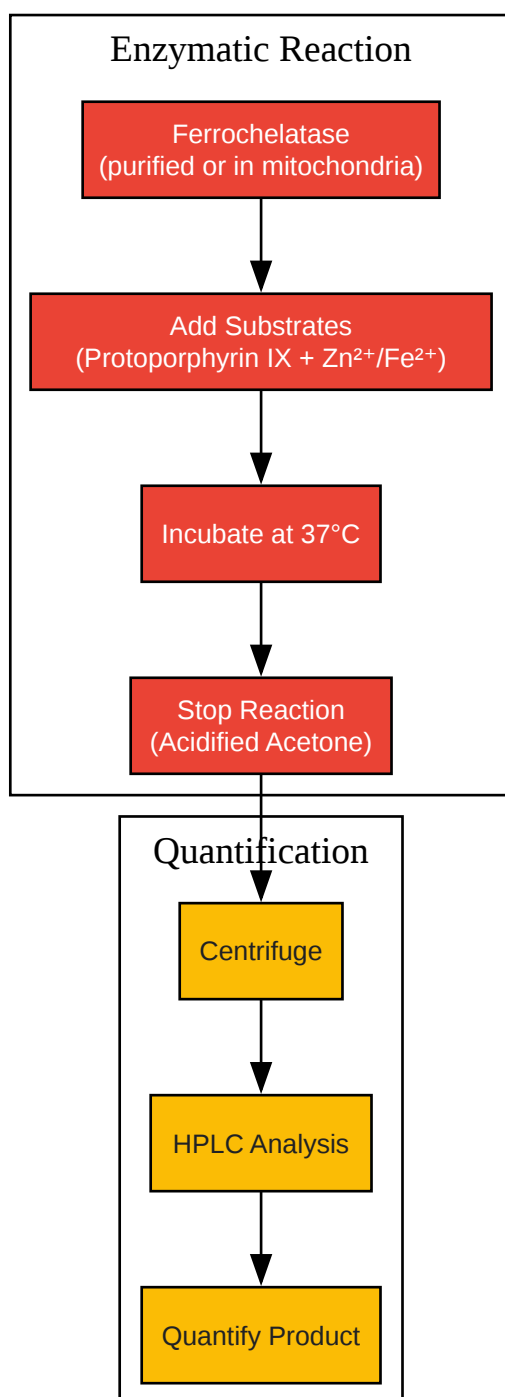 Enzymatic Reaction
Ferrochelatase
(purified or in mitochondria)
Add Substrates
(Protoporphyrin IX + Zn²⁺/Fe²⁺)
Incubate at 37°C
Stop Reaction
(Acidified Acetone)
Quantification
Centrifuge
HPLC Analysis
Quantify Product